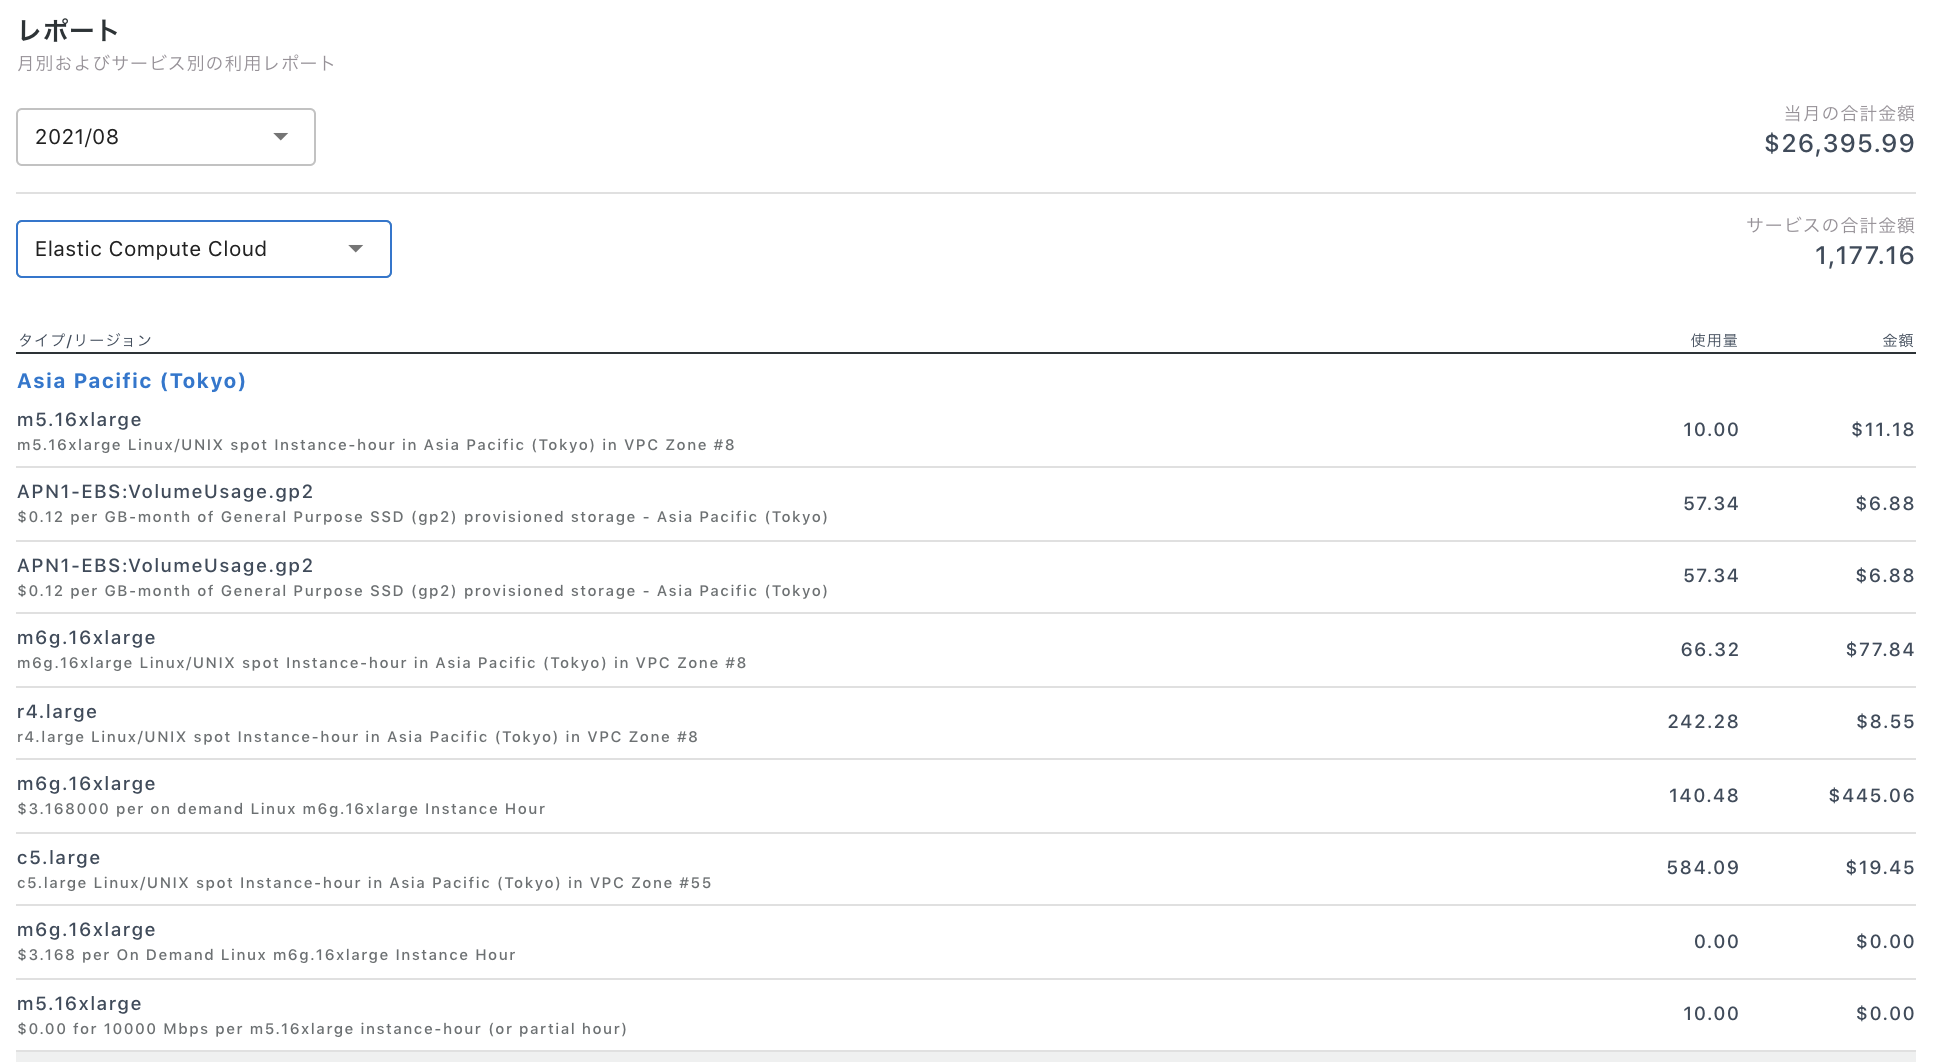 レポート
月別およびサービス別の利用レポート
2021/08
当月の合計金額
$26,395.99
Elastic Compute Cloud
サービスの合計金額
1,177.16
タイプ/リージョン 使用量 金額
Asia Pacific (Tokyo)
m5.16xlarge
m5.16xlarge Linux/UNIX spot Instance-hour in Asia Pacific (Tokyo) in VPC Zone #8
10.00 $11.18
APN1-EBS:VolumeUsage.gp2
$0.12 per GB-month of General Purpose SSD (gp2) provisioned storage - Asia Pacific (Tokyo)
57.34 $6.88
APN1-EBS:VolumeUsage.gp2
$0.12 per GB-month of General Purpose SSD (gp2) provisioned storage - Asia Pacific (Tokyo)
57.34 $6.88
m6g.16xlarge
m6g.16xlarge Linux/UNIX spot Instance-hour in Asia Pacific (Tokyo) in VPC Zone #8
66.32 $77.84
r4.large
r4.large Linux/UNIX spot Instance-hour in Asia Pacific (Tokyo) in VPC Zone #8
242.28 $8.55
m6g.16xlarge
$3.168000 per on demand Linux m6g.16xlarge Instance Hour
140.48 $445.06
c5.large
c5.large Linux/UNIX spot Instance-hour in Asia Pacific (Tokyo) in VPC Zone #55
584.09 $19.45
m6g.16xlarge
$3.168 per On Demand Linux m6g.16xlarge Instance Hour
0.00 $0.00
m5.16xlarge
$0.00 for 10000 Mbps per m5.16xlarge instance-hour (or partial hour)
10.00 $0.00